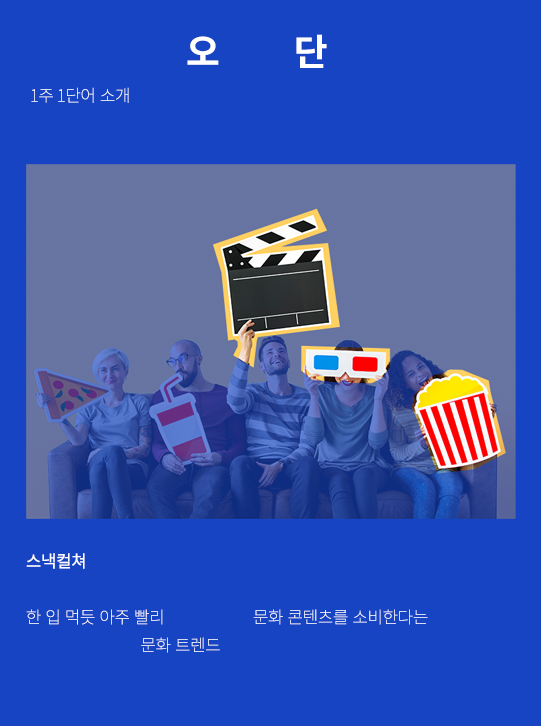 오 단
1주 1단어 소개
스낵컬쳐
한 입 먹듯 아주 빨리 문화 콘텐츠를 소비한다는
문화 트렌드